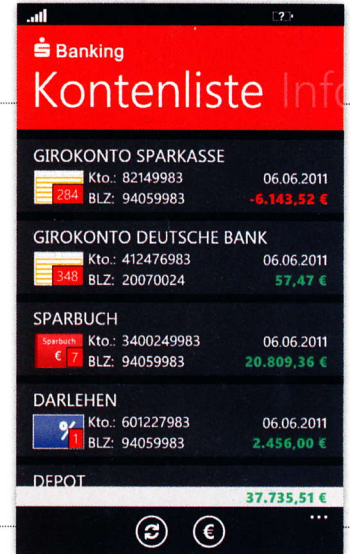 Banking
Kontenliste Info
GIROKONTO SPARKASSE
Kto.: 82149983 06.06.2011
284 BLZ: 94059983 -6.143,52 €
GIROKONTO DEUTSCHE BANK
Kto.: 412476983 06.06.2011
348 BLZ: 20070024 57,47 €
SPARBUCH
Sparbuch Kto.: 3400249983 06.06.2011
€ 7 BLZ: 94059983 20.809,36 €
DARLEHEN
% Kto.: 601227983 06.06.2011
1 BLZ: 94059983 2.456,00 €
DEPOT
37.735,51 €
€